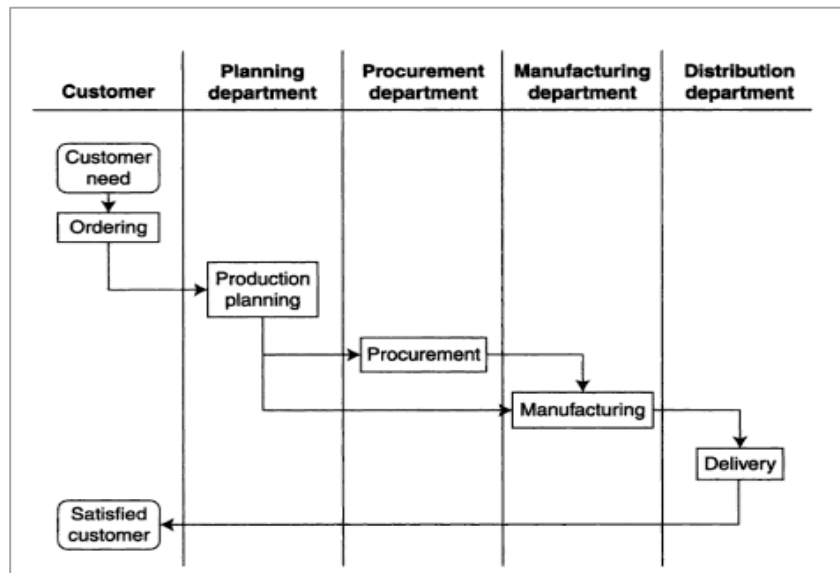 Customer
Planning
department
Procurement
department
Manufacturing
department
Distribution
department
Customer
need
Ordering
Production
planning
Procurement
Manufacturing
Delivery
Satisfied
customer